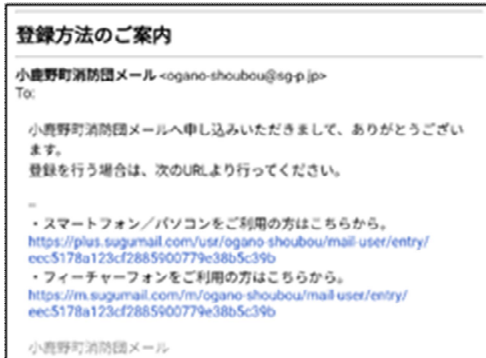 登録方法のご案内
小鹿野町消防団メール <ogano-shoubou@sg-p.jp>
To:
小鹿野町消防団メールへ申し込みいただきまして、ありがとうござい
ます。
登録を行う場合は、次のURLより行ってください。
--
・スマートフォン／パソコンをご利用の方はこちらから。
https://plus.sugumail.com/usr/ogano-shoubou/mail-user/entry/
eec5178a123cf2885900779e38b5c39b
・フィーチャーフォンをご利用の方はこちらから。
https://m.sugumail.com/m/ogano-shoubou/mail-user/entry/
eec5178a123cf2885900779e38b5c39b
小鹿野町消防団メール